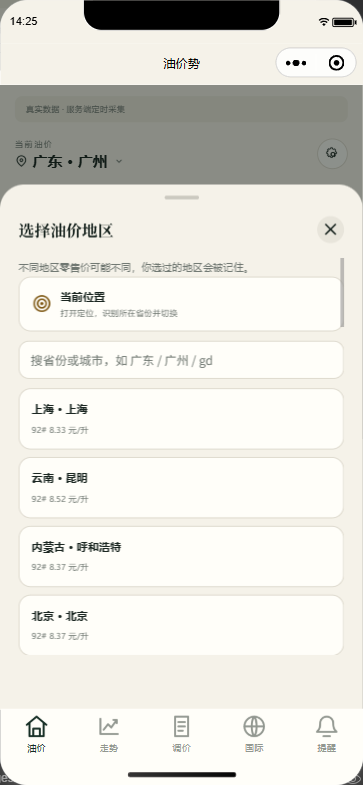 14:25
油价势
真实数据·服务端定时采集
当前油价
广东·广州
选择油价地区
不同地区零售价可能不同，你选过的地区会被记住。
当前位置
打开定位，识别所在省份并切换
搜省份或城市，如 广东 / 广州 / gd
上海·上海
92# 8.33 元/升
云南·昆明
92# 8.52 元/升
内蒙古·呼和浩特
92# 8.37 元/升
北京·北京
92# 8.37 元/升
油价
走势
调价
国际
提醒